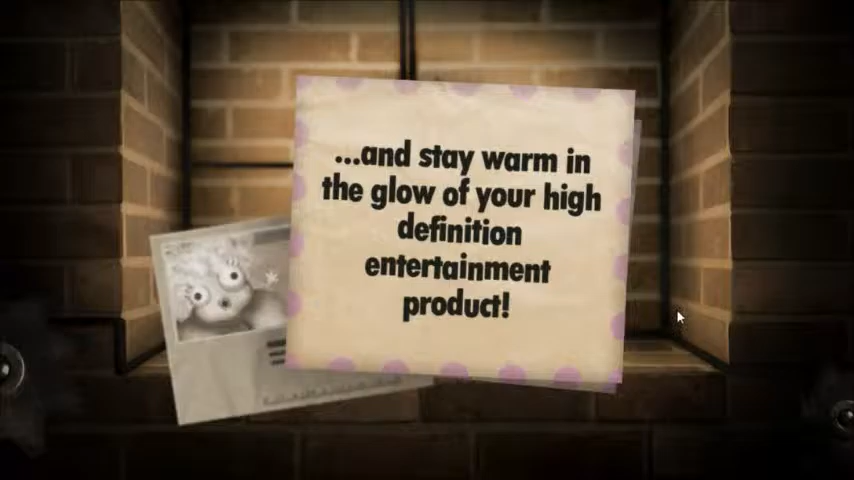 ...and stay warm in
the glow of your high
definition
entertainment
product!